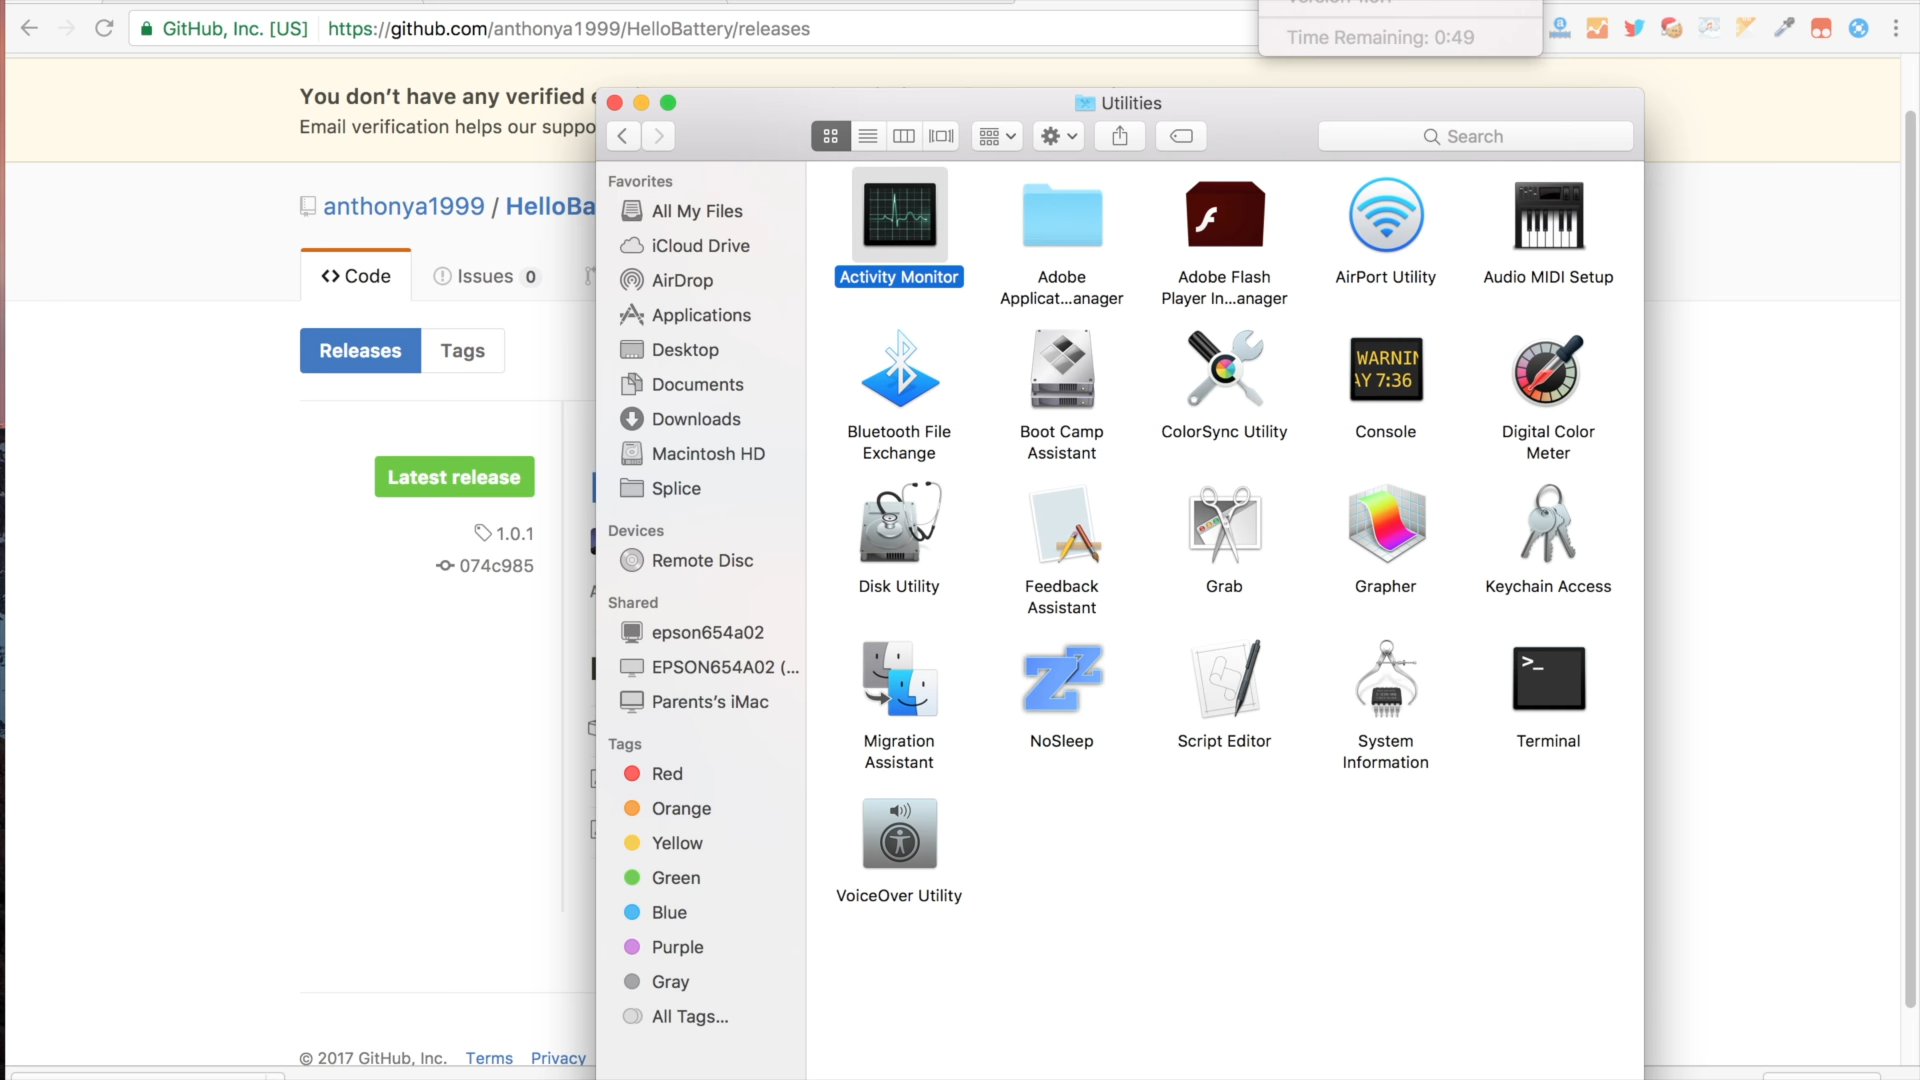 GitHub, Inc. [US]
https://github.com/anthonya1999/HelloBattery/releases
Time Remaining: 0:49
You don't have any verified
Email verification helps our suppo
anthonya1999 / HelloBa
Code
Issues 0
Releases
Tags
Latest release
1.0.1
074c985
© 2017 GitHub, Inc. Terms Privacy
Utilities
Search
Favorites
All My Files
iCloud Drive
AirDrop
Applications
Desktop
Documents
Downloads
Macintosh HD
Splice
Devices
Remote Disc
Shared
epson654a02
EPSON654A02 (...
Parents's iMac
Tags
Red
Orange
Yellow
Green
Blue
Purple
Gray
All Tags...
Activity Monitor
Adobe
Applicat...anager
Adobe Flash
Player In...anager
AirPort Utility
Audio MIDI Setup
Bluetooth File
Exchange
Boot Camp
Assistant
ColorSync Utility
WARNIN
AY 7:36
Console
Digital Color
Meter
Disk Utility
Feedback
Assistant
Grab
Grapher
Keychain Access
Migration
Assistant
NoSleep
Script Editor
System
Information
>_
Terminal
VoiceOver Utility